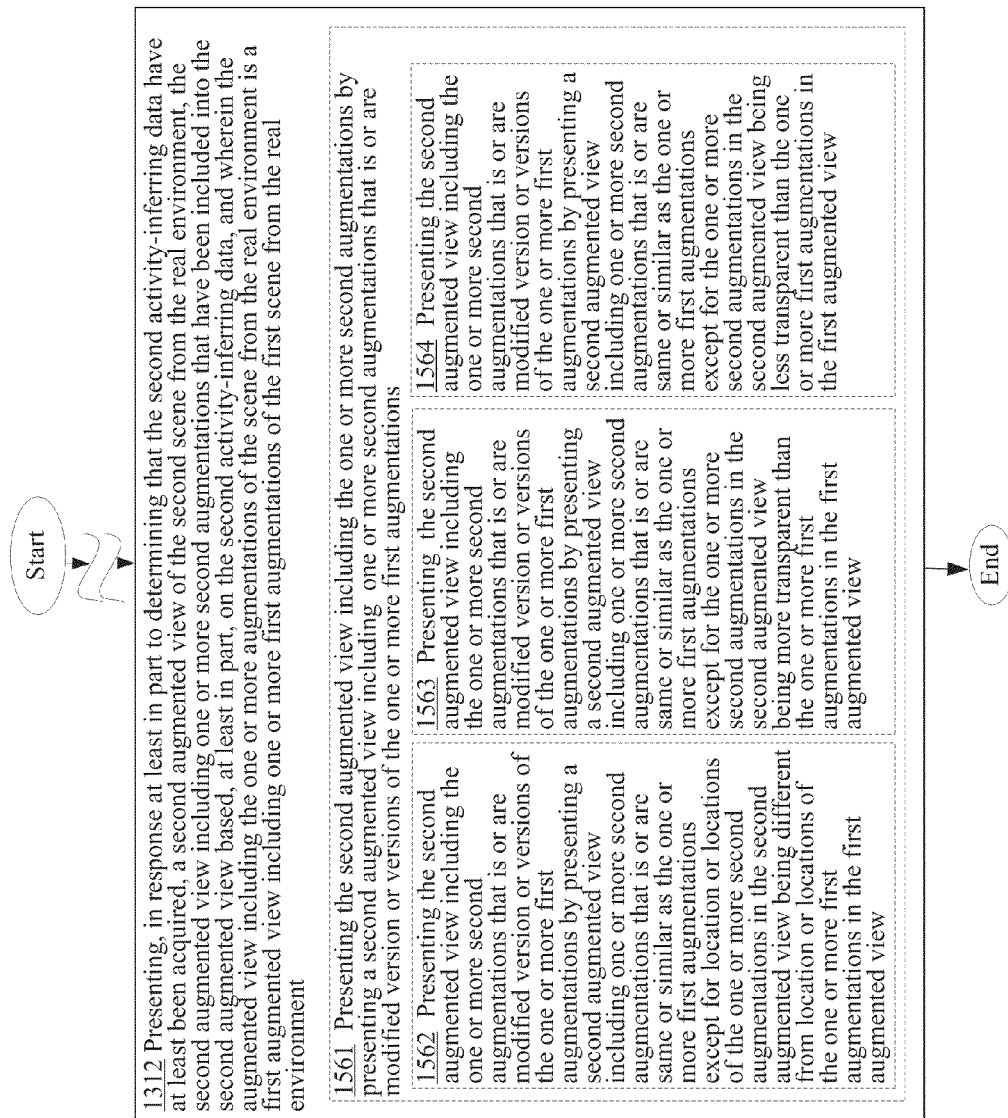 Start
1312 Presenting, in response at least in part to determining that the second activity-inferring data have
at least been acquired, a second augmented view of the second scene from the real environment, the
second augmented view including one or more second augmentations that have been included into the
second augmented view based, at least in part, on the second activity-inferring data, and wherein the
augmented view including the one or more augmentations of the scene from the real environment is a
first augmented view including one or more first augmentations of the first scene from the real
environment
1561 Presenting the second augmented view including the one or more second augmentations by
presenting a second augmented view including one or more second augmentations that is or are
modified version or versions of the one or more first augmentations
1562 Presenting the second
augmented view including the
one or more second
augmentations that is or are
modified version or versions of
the one or more first
augmentations by presenting a
second augmented view
including one or more second
augmentations that is or are
same or similar as the one or
more first augmentations
except for location or locations
of the one or more second
augmentations in the second
augmented view being different
from location or locations of
the one or more first
augmentations in the first
augmented view
1563 Presenting the second
augmented view including
the one or more second
augmentations that is or are
modified version or versions
of the one or more first
augmentations by presenting
a second augmented view
including one or more second
augmentations that is or are
same or similar as the one or
more first augmentations
except for the one or more
second augmentations in the
second augmented view
being more transparent than
the one or more first
augmentations in the first
augmented view
1564 Presenting the second
augmented view including the
one or more second
augmentations that is or are
modified version or versions
of the one or more first
augmentations by presenting a
second augmented view
including one or more second
augmentations that is or are
same or similar as the one or
more first augmentations
except for the one or more
second augmentations in the
second augmented view being
less transparent than the one
or more first augmentations in
the first augmented view
End